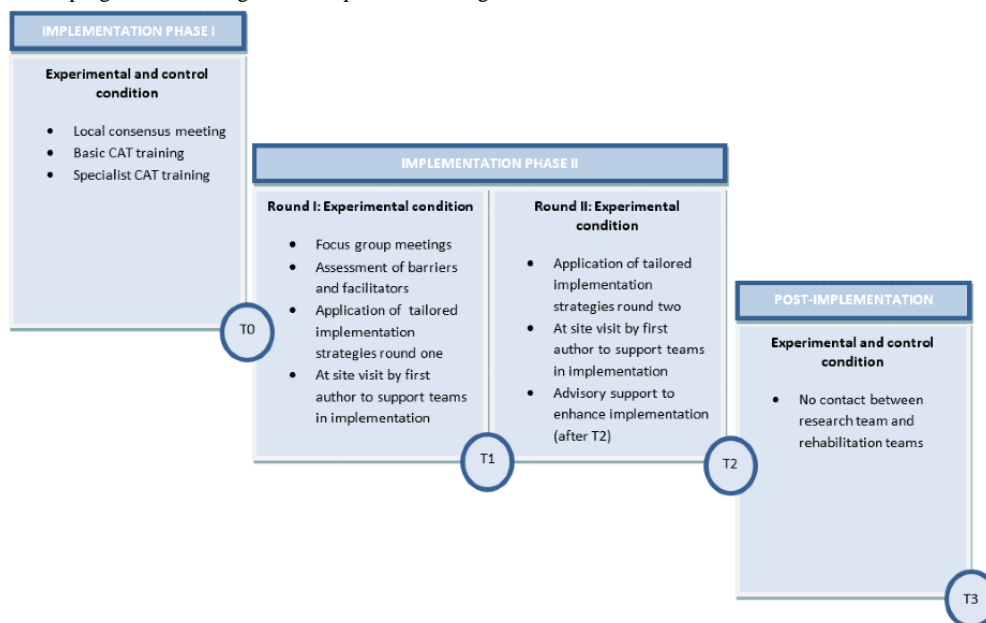 IMPLEMENTATION PHASE I
Experimental and control
condition
• Local consensus meeting
• Basic CAT training
• Specialist CAT training
T0
IMPLEMENTATION PHASE II
Round I: Experimental condition
• Focus group meetings
• Assessment of barriers
and facilitators
• Application of tailored
implementation
strategies round one
• At site visit by first
author to support teams
in implementation
T1
Round II: Experimental
condition
• Application of tailored
implementation
strategies round two
• At site visit by first
author to support teams
in implementation
• Advisory support to
enhance implementation
(after T2)
T2
POST-IMPLEMENTATION
Experimental and control
condition
• No contact between
research team and
rehabilitation teams
T3